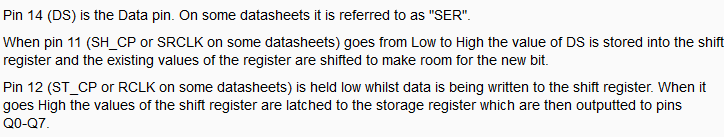 Pin 14 (DS) is the Data pin. On some datasheets it is referred to as "SER".
When pin 11 (SH_CP or SRCLK on some datasheets) goes from Low to High the value of DS is stored into the shift
register and the existing values of the register are shifted to make room for the new bit.
Pin 12 (ST_CP or RCLK on some datasheets) is held low whilst data is being written to the shift register. When it
goes High the values of the shift register are latched to the storage register which are then outputted to pins
Q0-Q7.